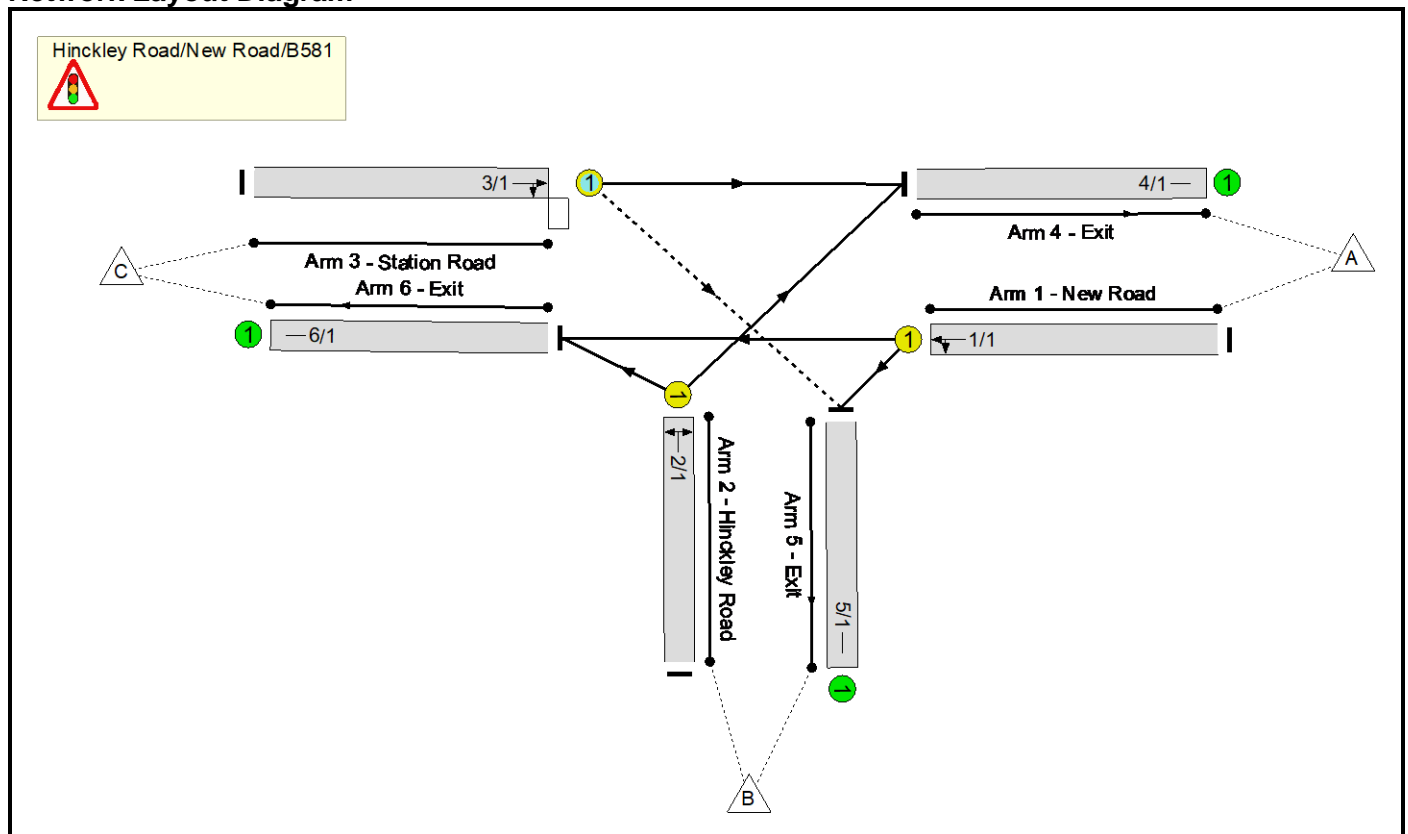 Network Layout Diagram
Hinckley Road/New Road/B581
3/1
1
4/1
1
Arm 4 - Exit
C
Arm 3 - Station Road
A
Arm 6 - Exit
Arm 1 - New Road
1
6/1
1
1/1
1
2/1
Arm 2 - Hinckley Road
Arm 5 - Exit
5/1
1
B